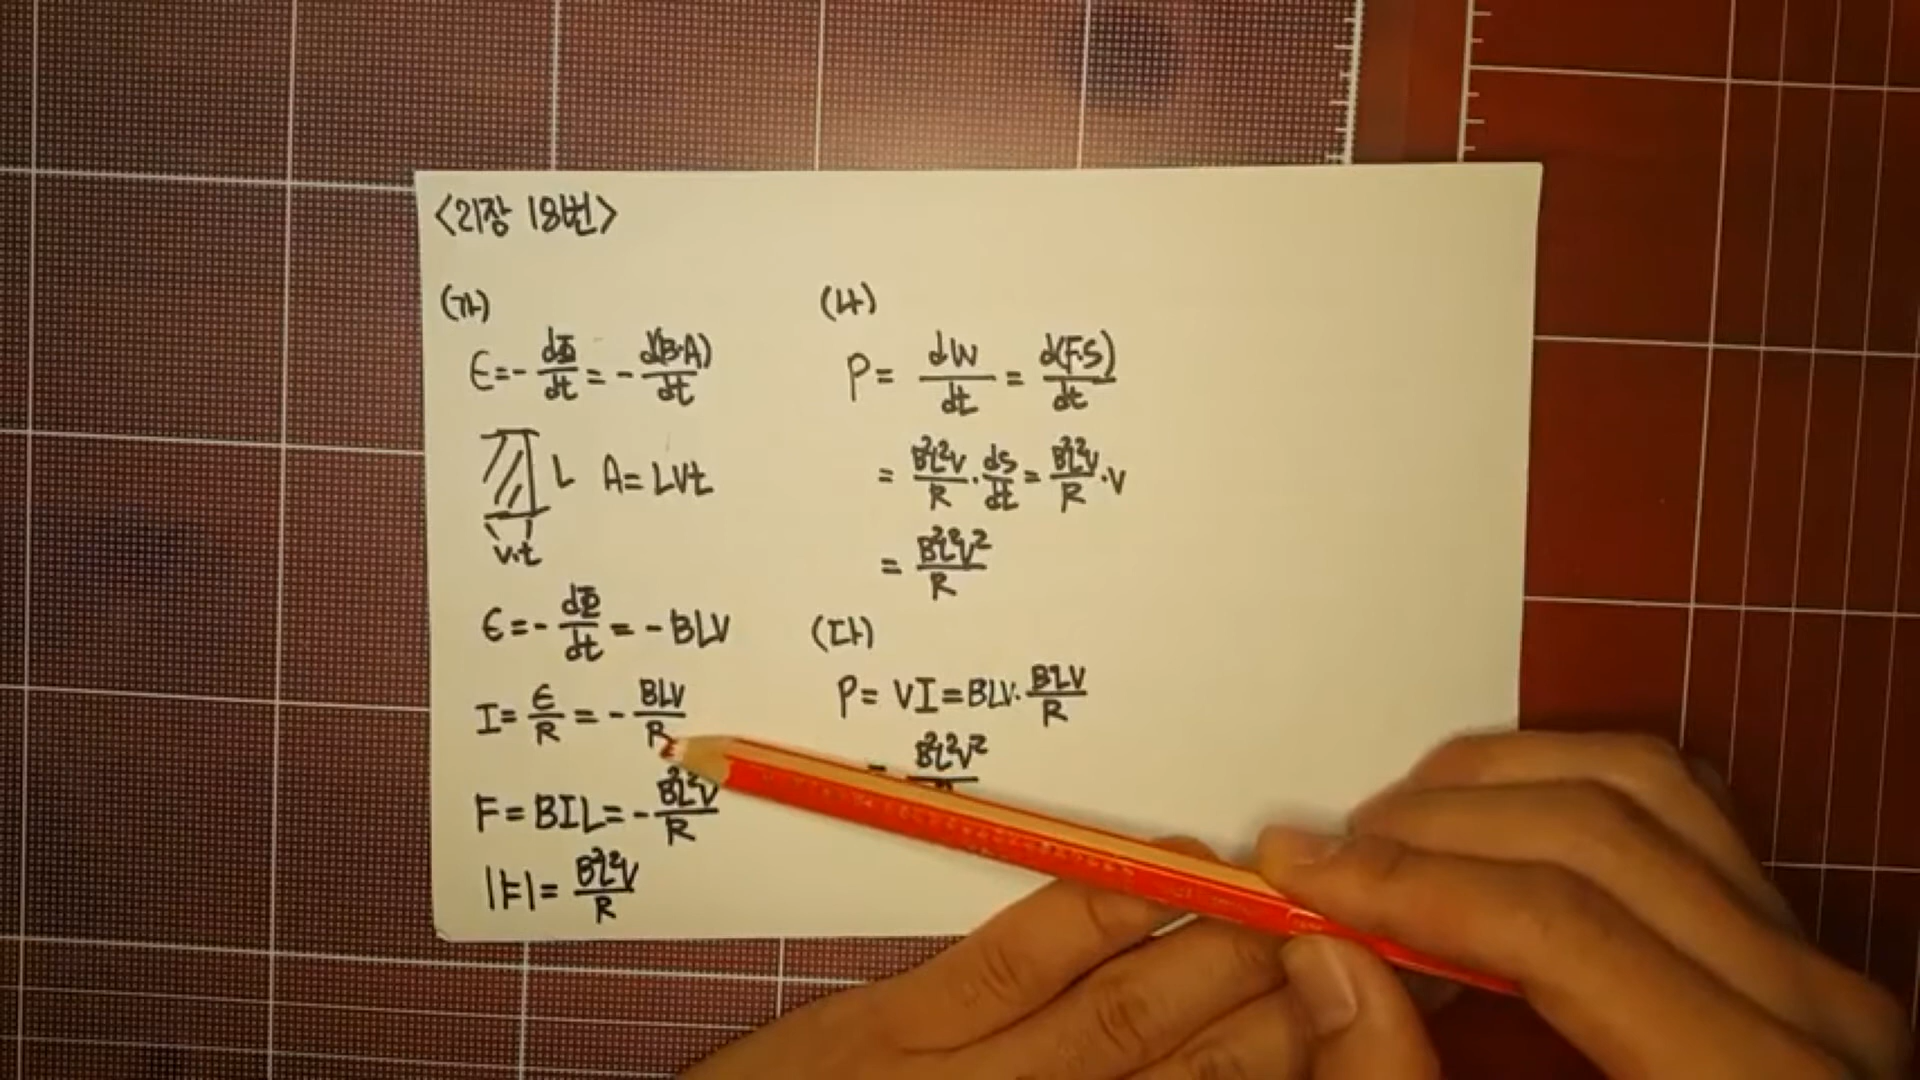 <21장 18번>
(가)
ε = - dΦ/dt = - d(B·A)/dt
L A = LVt
v·t
ε = - dΦ/dt = - BLV
I = ε/R = - BLV/R
F = BIL = - B²L²V/R
|F| = B²L²V/R
(나)
P = dW/dt = d(F·S)/dt
= B²L²V/R · dS/dt = B²L²V/R · V
= B²L²V²/R
(다)
P = VI = BLV · BLV/R
= B²L²V²